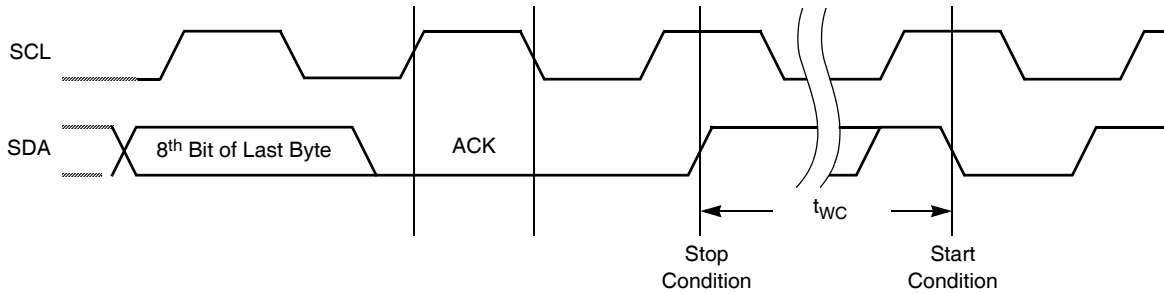 SCL
SDA
8th Bit of Last Byte
ACK
tWC
Stop
Condition
Start
Condition